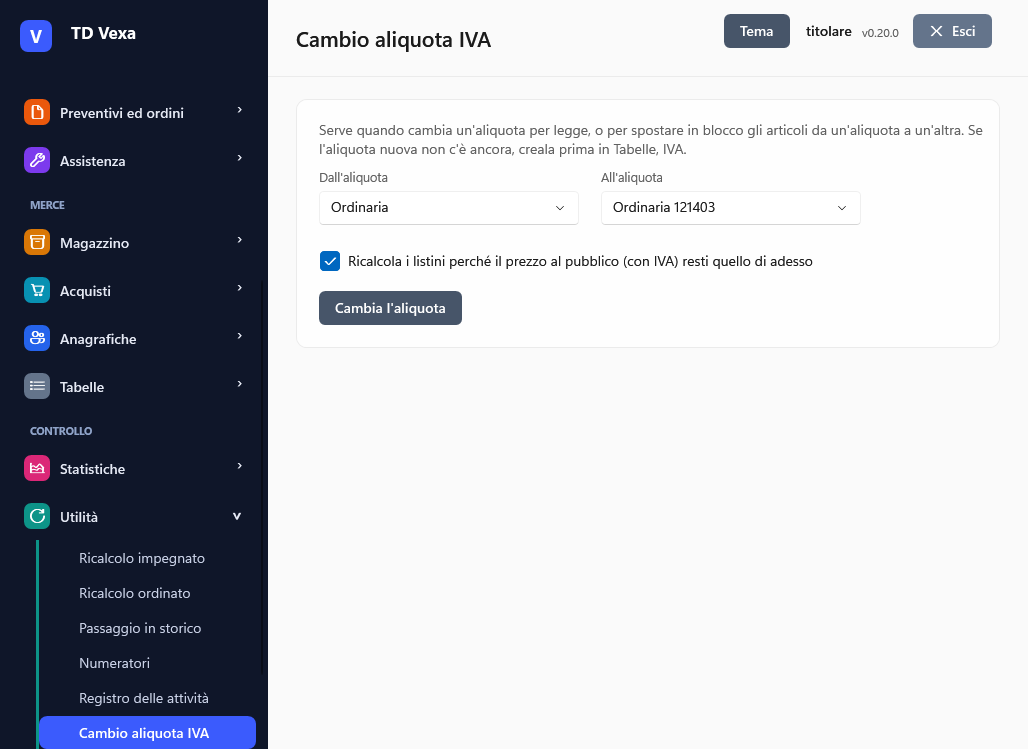 V
TD Vexa
Preventivi ed ordini
Assistenza
MERCE
Magazzino
Acquisti
Anagrafiche
Tabelle
CONTROLLO
Statistiche
Utilità
Ricalcolo impegnato
Ricalcolo ordinato
Passaggio in storico
Numeratori
Registro delle attività
Cambio aliquota IVA
Cambio aliquota IVA
Tema
titolare v0.20.0
Esci
Serve quando cambia un'aliquota per legge, o per spostare in blocco gli articoli da un'aliquota a un'altra. Se
l'aliquota nuova non c'è ancora, creala prima in Tabelle, IVA.
Dall'aliquota
All'aliquota
Ordinaria
Ordinaria 121403
Ricalcola i listini perché il prezzo al pubblico (con IVA) resti quello di adesso
Cambia l'aliquota